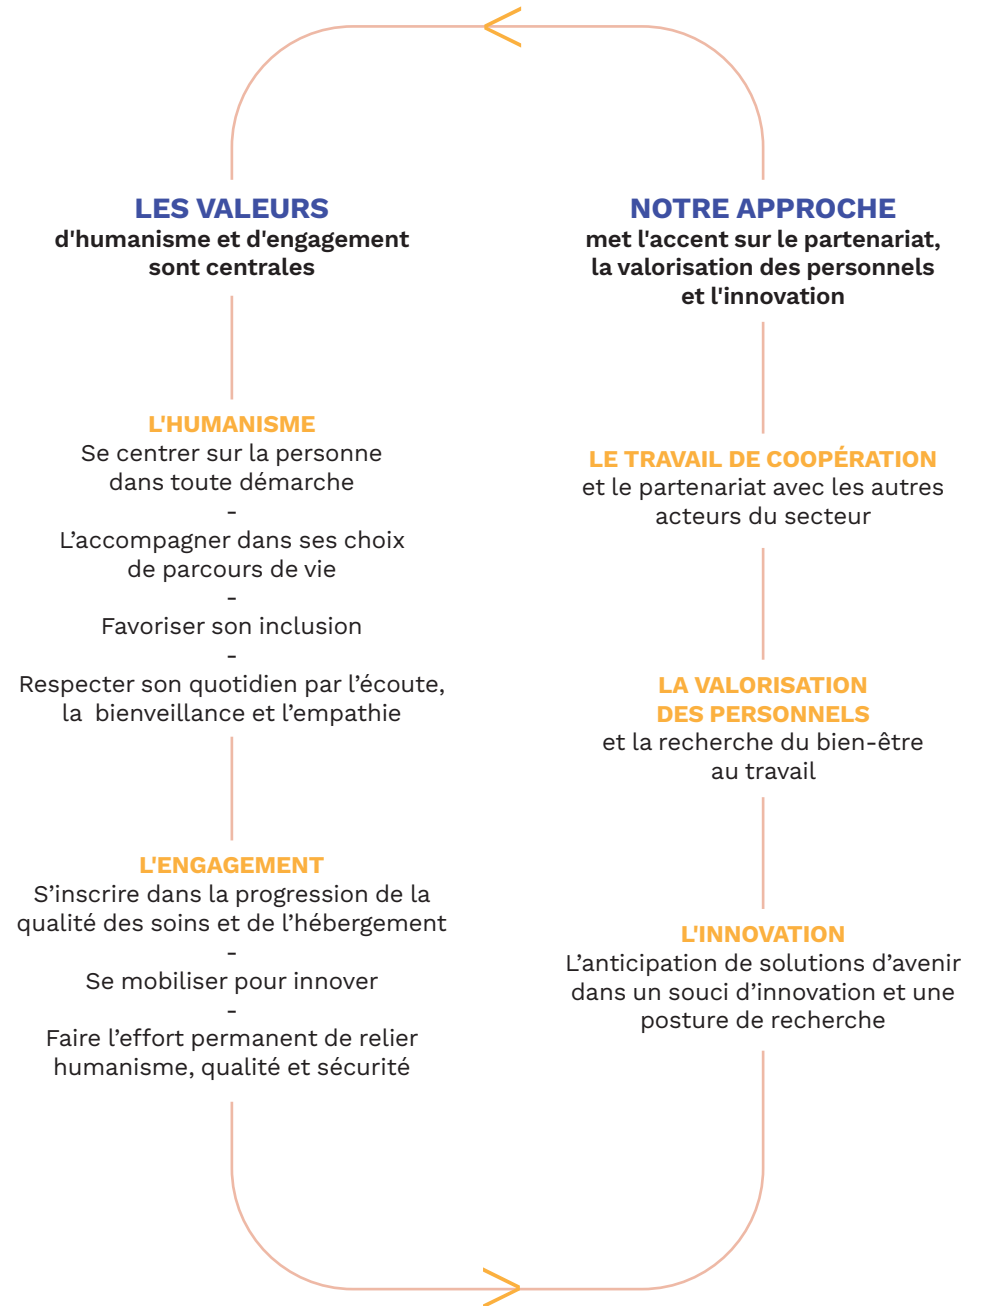 LES VALEURS
d'humanisme et d'engagement
sont centrales
L'HUMANISME
Se centrer sur la personne
dans toute démarche
-
L’accompagner dans ses choix
de parcours de vie
-
Favoriser son inclusion
-
Respecter son quotidien par l’écoute,
la  bienveillance et l’empathie
L'ENGAGEMENT
S’inscrire dans la progression de la
qualité des soins et de l’hébergement
-
Se mobiliser pour innover
-
Faire l’effort permanent de relier
humanisme, qualité et sécurité
NOTRE APPROCHE
met l'accent sur le partenariat,
la valorisation des personnels
et l'innovation
LE TRAVAIL DE COOPÉRATION
et le partenariat avec les autres
acteurs du secteur
LA VALORISATION
DES PERSONNELS
et la recherche du bien-être
au travail
L'INNOVATION
L’anticipation de solutions d’avenir
dans un souci d’innovation et une
posture de recherche